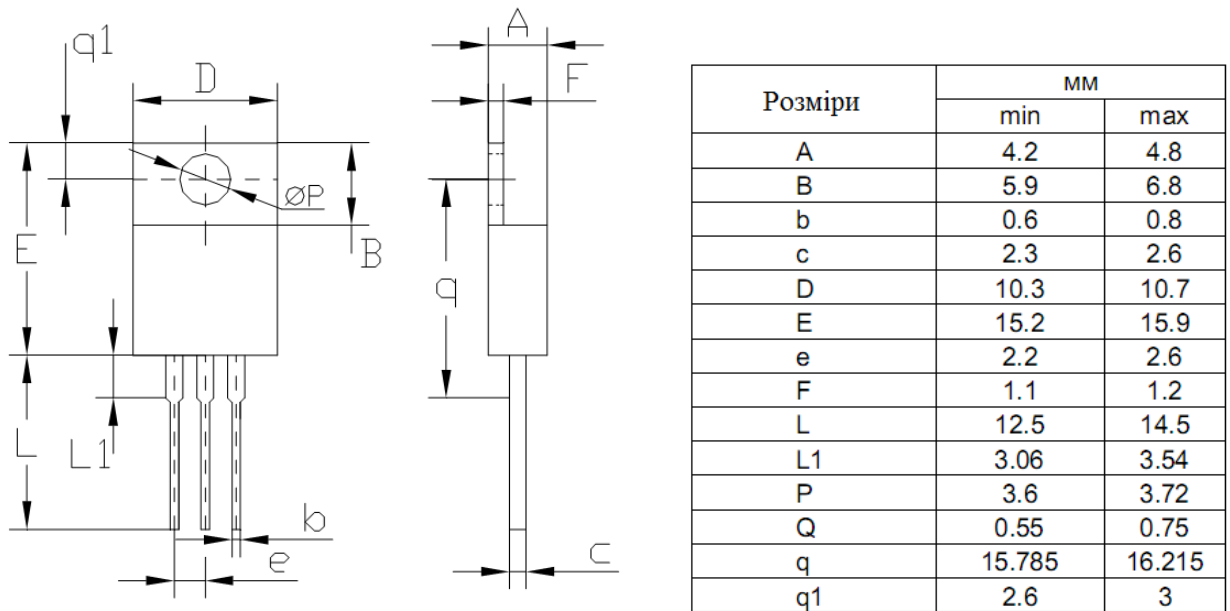 A
q1
D
F
ØP
E
B
q
L
L1
b
e
c
Розміри мм
min max
A 4.2 4.8
B 5.9 6.8
b 0.6 0.8
c 2.3 2.6
D 10.3 10.7
E 15.2 15.9
e 2.2 2.6
F 1.1 1.2
L 12.5 14.5
L1 3.06 3.54
P 3.6 3.72
Q 0.55 0.75
q 15.785 16.215
q1 2.6 3